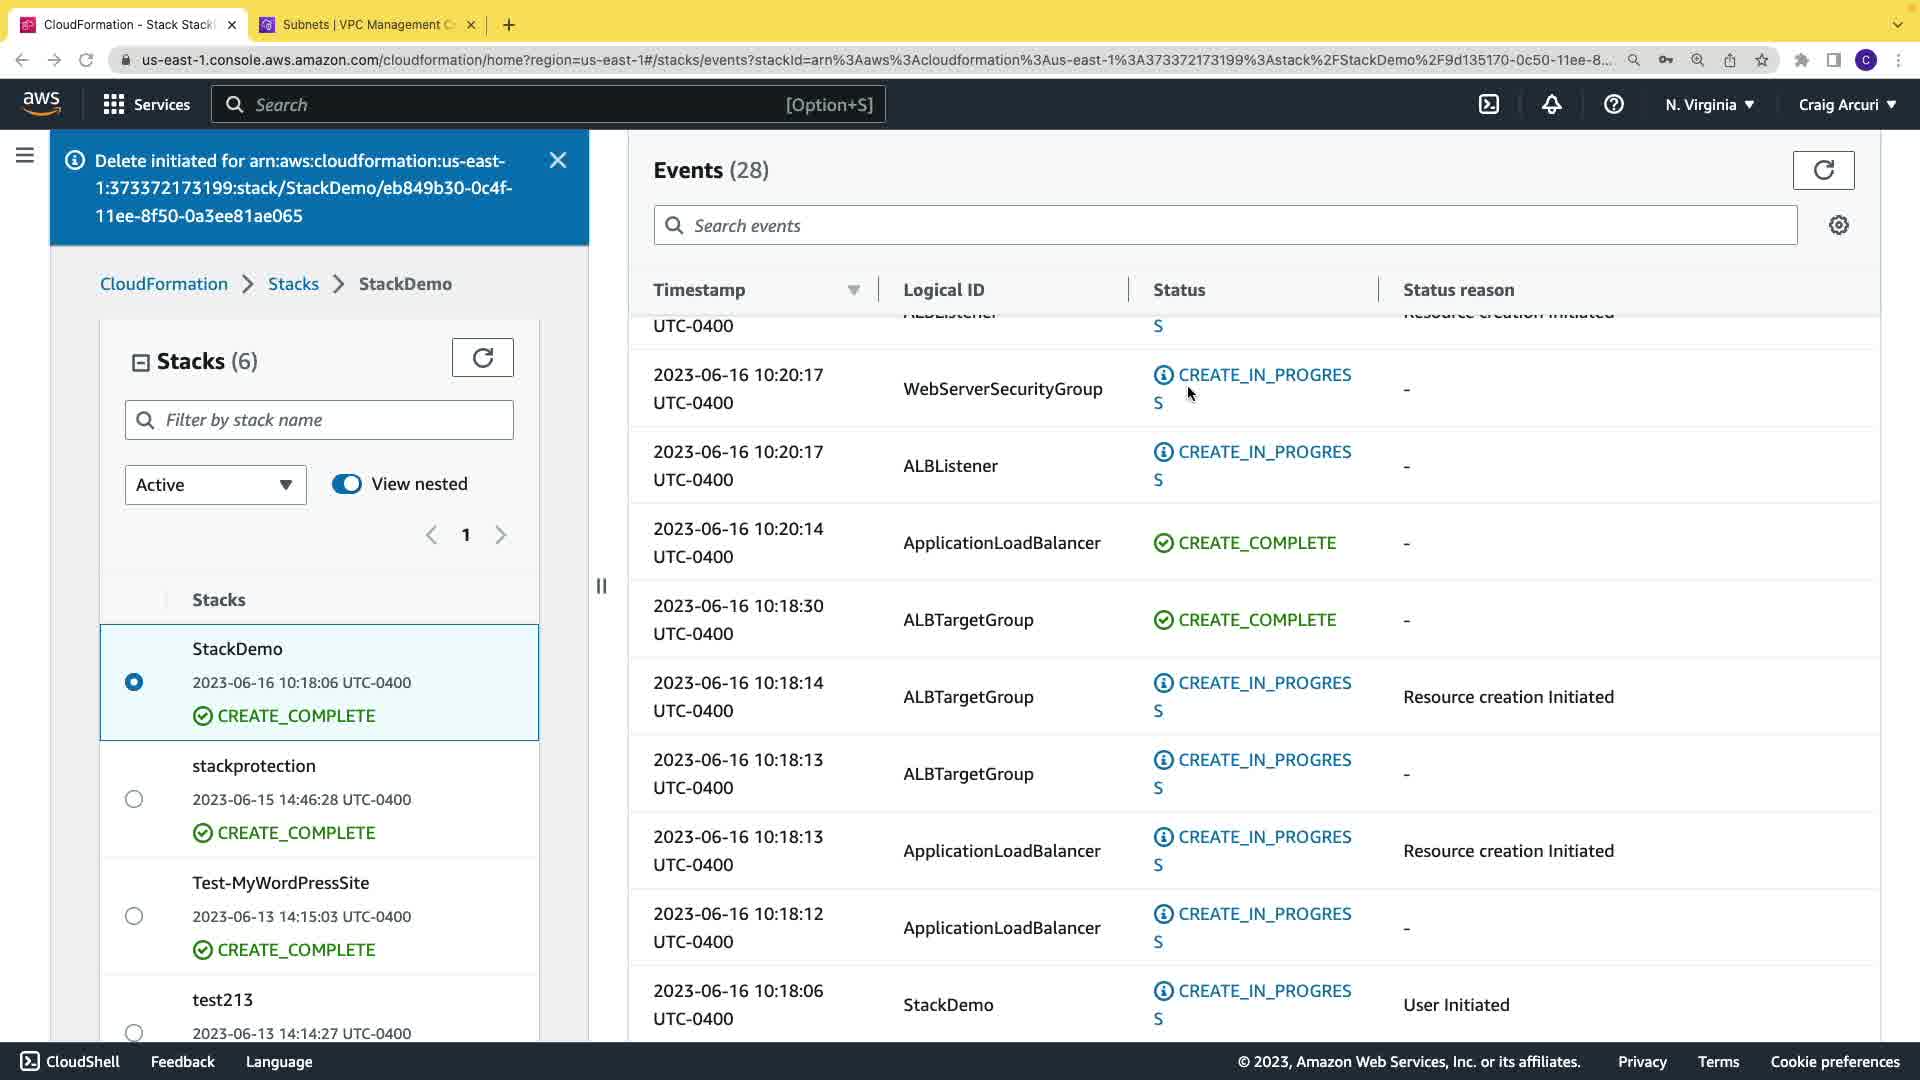 CloudFormation - Stack Stack
Subnets | VPC Management C
us-east-1.console.aws.amazon.com/cloudformation/home?region=us-east-1#/stacks/events?stackId=arn%3Aaws%3Acloudformation%3Aus-east-1%3A373372173199%3Astack%2FStackDemo%2F9d135170-0c50-11ee-8...
C
aws
Services
Search
[Option+S]
N. Virginia
Craig Arcuri
Delete initiated for arn:aws:cloudformation:us-east-
1:373372173199:stack/StackDemo/eb849b30-0c4f-
11ee-8f50-0a3ee81ae065
CloudFormation
Stacks
StackDemo
Stacks (6)
Filter by stack name
Active
View nested
1
Stacks
StackDemo
2023-06-16 10:18:06 UTC-0400
CREATE_COMPLETE
stackprotection
2023-06-15 14:46:28 UTC-0400
CREATE_COMPLETE
Test-MyWordPressSite
2023-06-13 14:15:03 UTC-0400
CREATE_COMPLETE
test213
2023-06-13 14:14:27 UTC-0400
Events (28)
Search events
Timestamp
Logical ID
Status
Status reason
ALBListener
Resource creation Initiated
UTC-0400
S
2023-06-16 10:20:17
UTC-0400
WebServerSecurityGroup
CREATE_IN_PROGRES
S
-
2023-06-16 10:20:17
UTC-0400
ALBListener
CREATE_IN_PROGRES
S
-
2023-06-16 10:20:14
UTC-0400
ApplicationLoadBalancer
CREATE_COMPLETE
-
2023-06-16 10:18:30
UTC-0400
ALBTargetGroup
CREATE_COMPLETE
-
2023-06-16 10:18:14
UTC-0400
ALBTargetGroup
CREATE_IN_PROGRES
S
Resource creation Initiated
2023-06-16 10:18:13
UTC-0400
ALBTargetGroup
CREATE_IN_PROGRES
S
-
2023-06-16 10:18:13
UTC-0400
ApplicationLoadBalancer
CREATE_IN_PROGRES
S
Resource creation Initiated
2023-06-16 10:18:12
UTC-0400
ApplicationLoadBalancer
CREATE_IN_PROGRES
S
-
2023-06-16 10:18:06
UTC-0400
StackDemo
CREATE_IN_PROGRES
S
User Initiated
CloudShell
Feedback
Language
© 2023, Amazon Web Services, Inc. or its affiliates.
Privacy
Terms
Cookie preferences